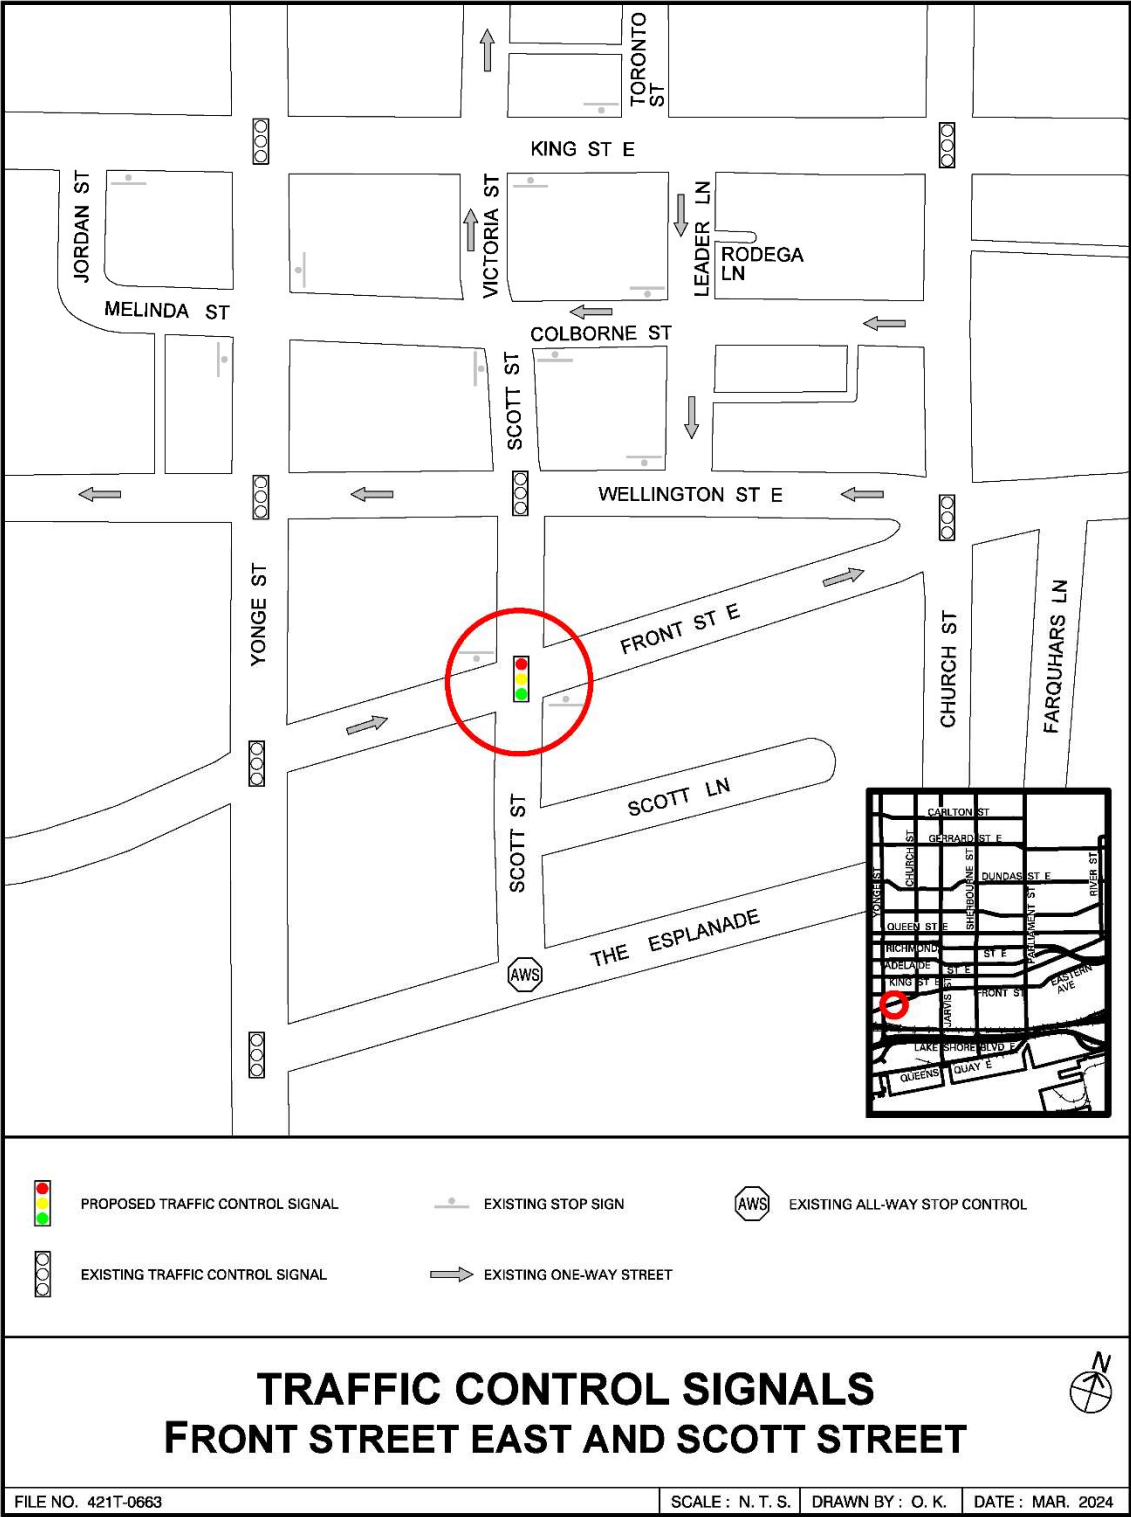 TORONTO
ST
KING ST E
JORDAN ST
VICTORIA ST
LEADER LN
RODEGA
LN
MELINDA ST
COLBORNE ST
SCOTT ST
WELLINGTON ST E
YONGE ST
FRONT ST E
CHURCH ST
FARQUHARS LN
SCOTT LN
SCOTT ST
THE ESPLANADE
AWS
CARLTON ST
GERRARD ST E
CHURCH ST
SHERBOURNE ST
DUNDAS ST E
RIVER ST
YONGE ST
PARLIAMENT ST
QUEEN ST E
RICHMOND
ST E
ADELAIDE
ST E
KING ST E
JARVIS ST
FRONT ST
EASTERN
AVE
LAKE SHORE BLVD E
QUEENS QUAY E
PROPOSED TRAFFIC CONTROL SIGNAL
EXISTING STOP SIGN
AWS
EXISTING ALL-WAY STOP CONTROL
EXISTING TRAFFIC CONTROL SIGNAL
EXISTING ONE-WAY STREET
TRAFFIC CONTROL SIGNALS
FRONT STREET EAST AND SCOTT STREET
N
FILE NO. 421T-0663
SCALE : N. T. S.
DRAWN BY : O. K.
DATE : MAR. 2024